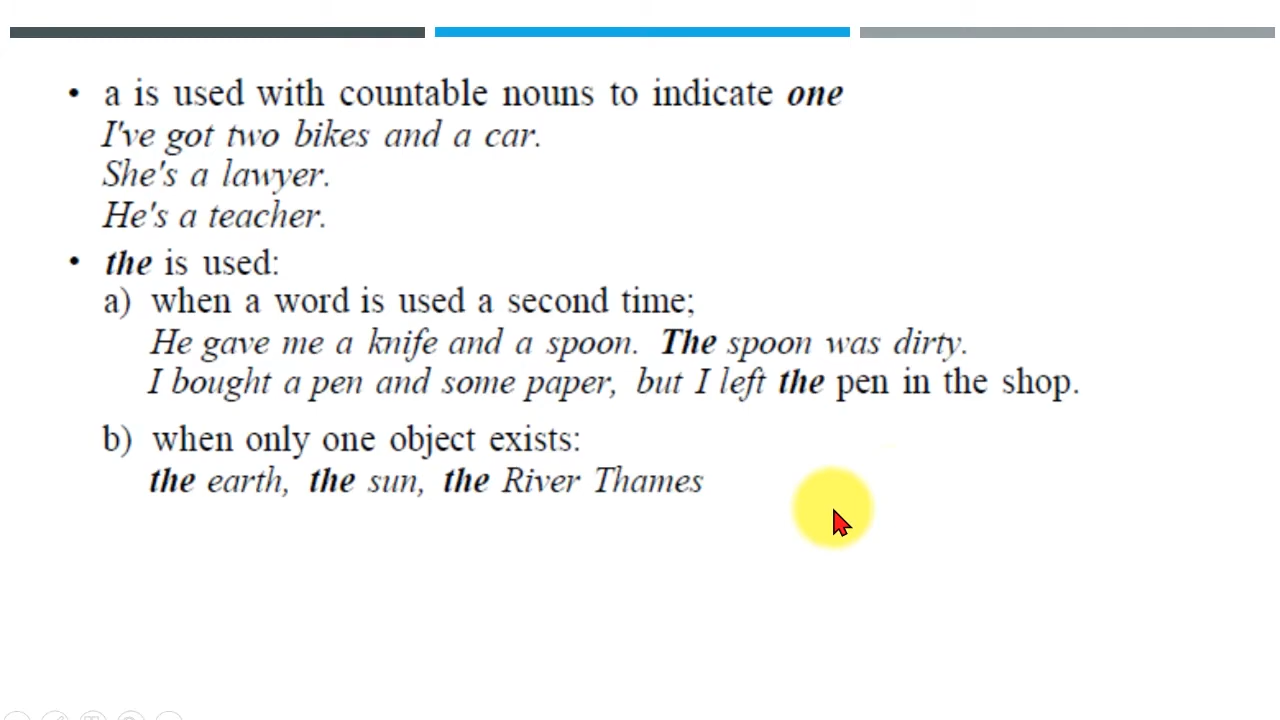 • a is used with countable nouns to indicate one
I've got two bikes and a car.
She's a lawyer.
He's a teacher.
• the is used:
a) when a word is used a second time;
He gave me a knife and a spoon. The spoon was dirty.
I bought a pen and some paper, but I left the pen in the shop.
b) when only one object exists:
the earth, the sun, the River Thames